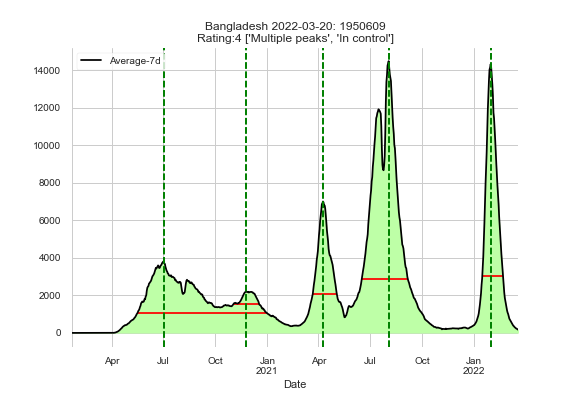 Bangladesh 2022-03-20: 1950609
Rating:4 ['Multiple peaks', 'In control']
Average-7d
14000
12000
10000
8000
6000
4000
2000
0
Apr Jul Oct Jan Apr Jul Oct Jan
2021 2022
Date